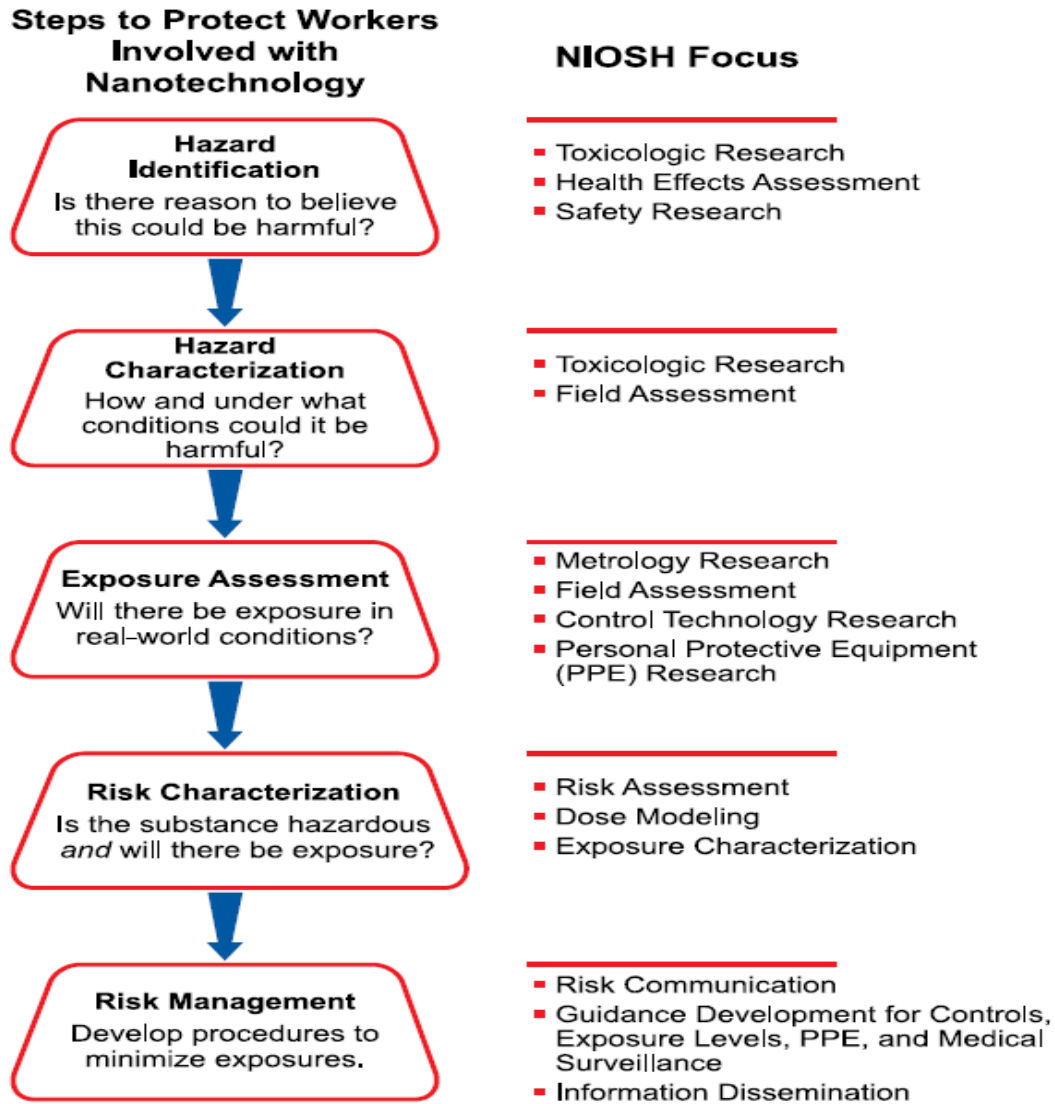 Steps to Protect Workers
Involved with
Nanotechnology
NIOSH Focus
Hazard
Identification
Is there reason to believe
this could be harmful?
Toxicologic Research
Health Effects Assessment
Safety Research
Hazard
Characterization
How and under what
conditions could it be
harmful?
Toxicologic Research
Field Assessment
Exposure Assessment
Will there be exposure in
real-world conditions?
Metrology Research
Field Assessment
Control Technology Research
Personal Protective Equipment
(PPE) Research
Risk Characterization
Is the substance hazardous
and will there be exposure?
Risk Assessment
Dose Modeling
Exposure Characterization
Risk Management
Develop procedures to
minimize exposures.
Risk Communication
Guidance Development for Controls,
Exposure Levels, PPE, and Medical
Surveillance
Information Dissemination